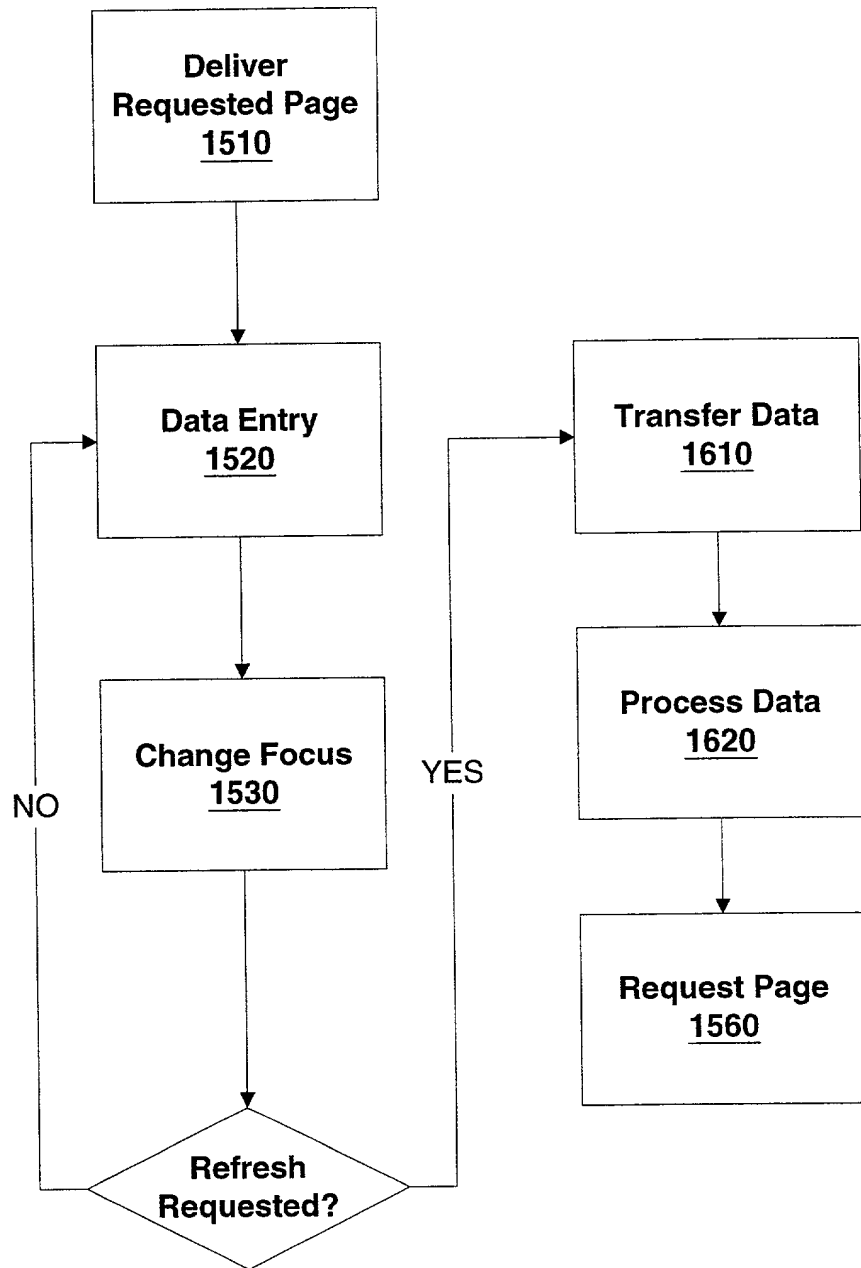 Deliver
Requested Page
1510
Data Entry
1520
Change Focus
1530
NO
Refresh
Requested?
YES
Transfer Data
1610
Process Data
1620
Request Page
1560